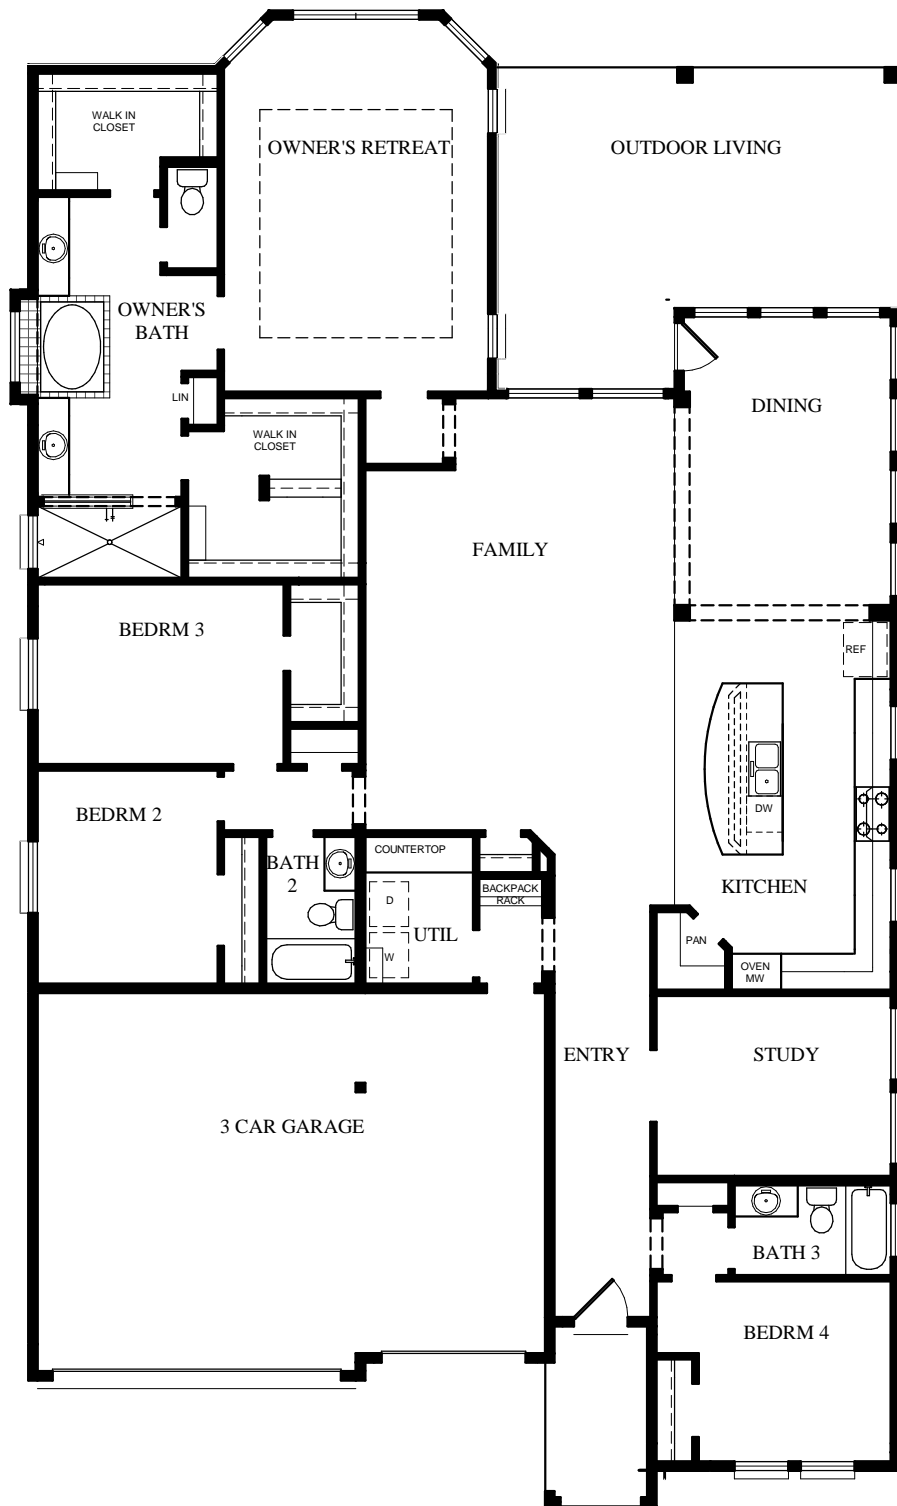 WALK IN
CLOSET
OWNER'S RETREAT
OUTDOOR LIVING
OWNER'S
BATH
LIN
DINING
WALK IN
CLOSET
FAMILY
BEDRM 3
REF
BEDRM 2
DW
COUNTERTOP
BATH
2
KITCHEN
BACKPACK
RACK
D
UTIL
PAN
W
OVEN
MW
ENTRY
STUDY
3 CAR GARAGE
BATH 3
BEDRM 4